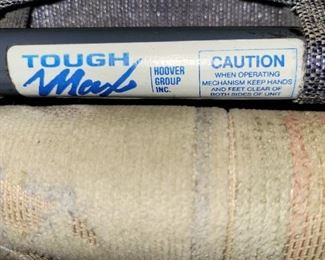 TOUGH
Max
HOOVER
GROUP
INC.
CAUTION
WHEN OPERATING
MECHANISM KEEP HANDS
AND FEET CLEAR OF
BOTH SIDES OF UNIT